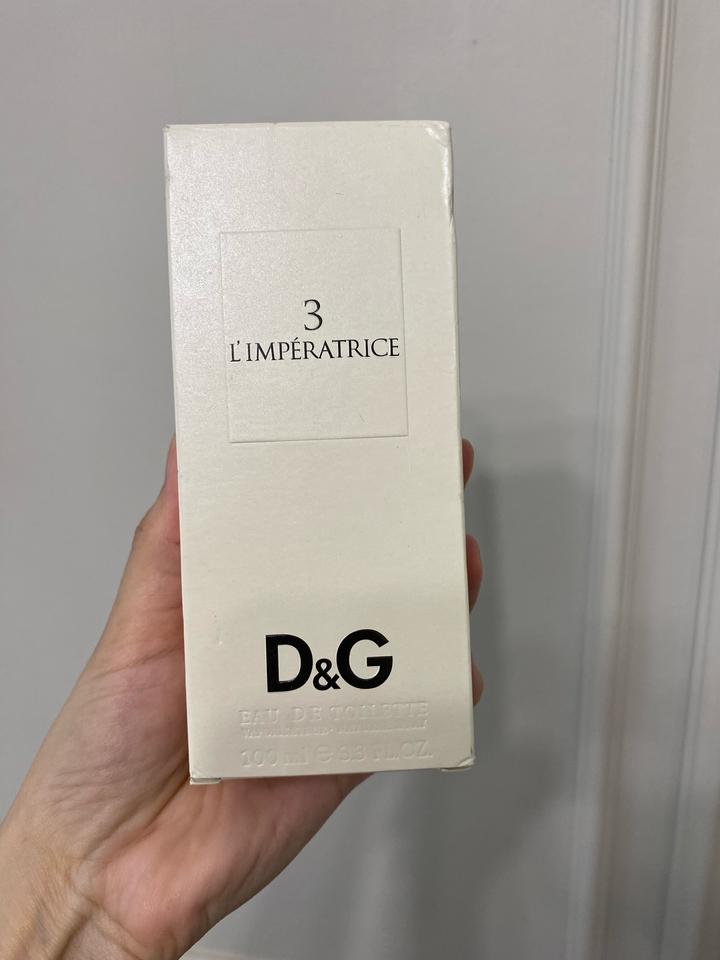 3
L'IMPÉRATRICE
D&G
EAU DE TOILETTE
100 ml ℮ 3.3 FL.OZ.